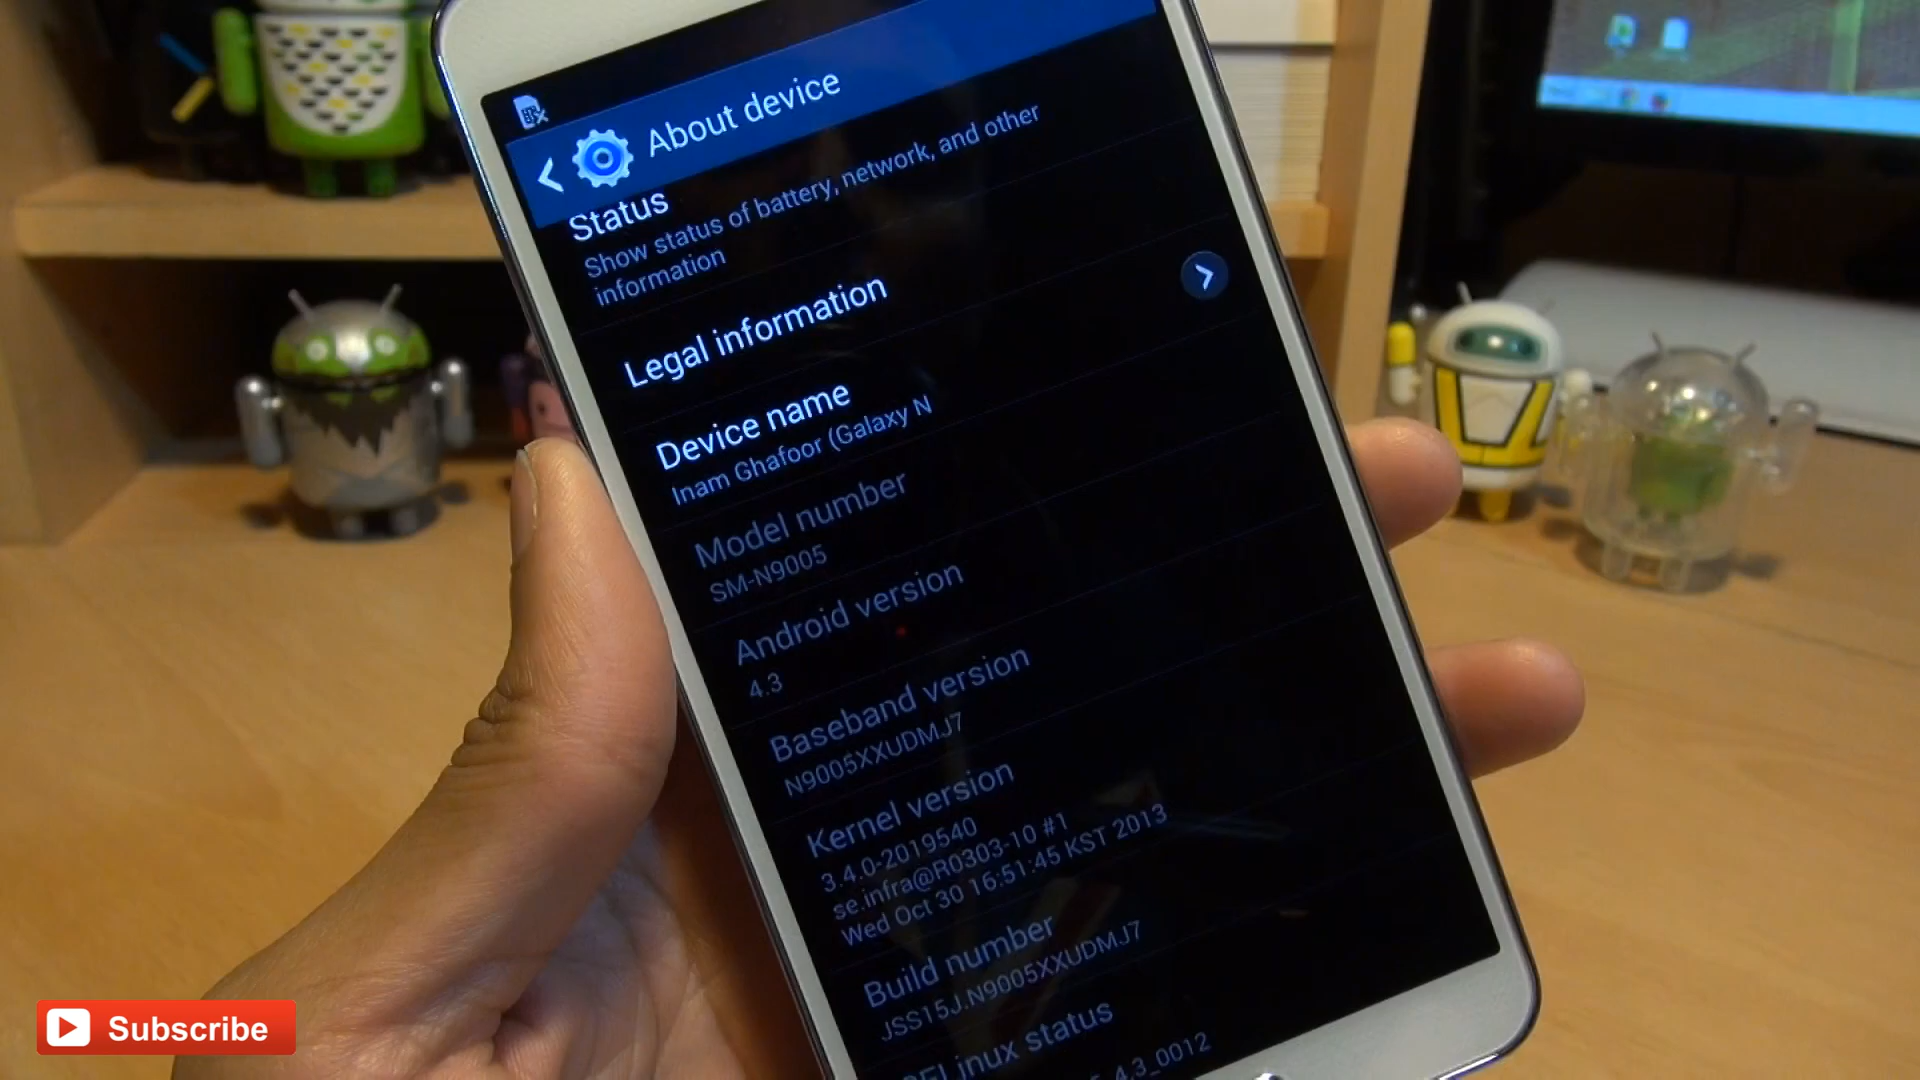 About device
Status
Show status of battery, network, and other
information
Legal information
Device name
Inam Ghafoor (Galaxy N
Model number
SM-N9005
Android version
4.3
Baseband version
N9005XXUDMJ7
Kernel version
3.4.0-2019540
se.infra@R0303-10 #1
Wed Oct 30 16:51:45 KST 2013
Build number
JSS15J.N9005XXUDMJ7
status
4.3_0012
Subscribe